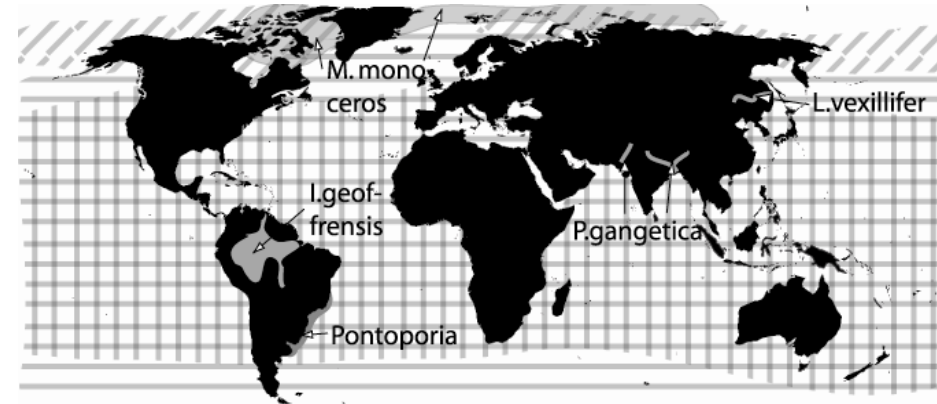 M. mono
ceros
L.vexillifer
I.geof-
frensis
P.gangetica
Pontoporia